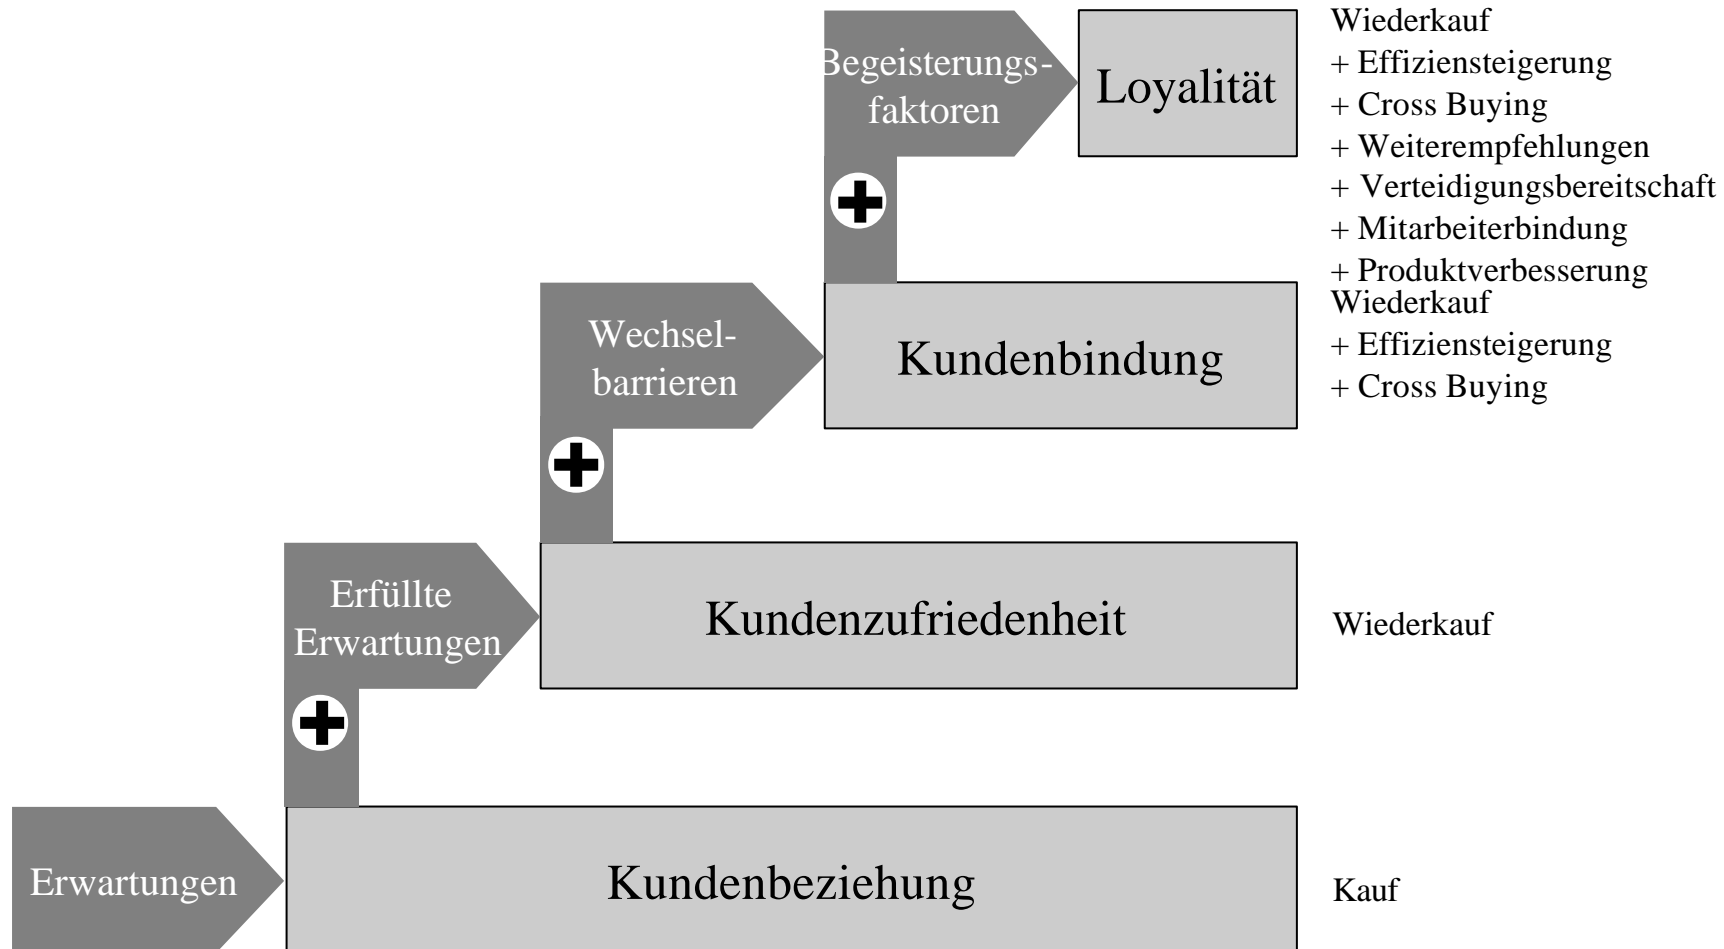 Begeisterungs-
faktoren
Loyalität
Wiederkauf
+ Effiziensteigerung
+ Cross Buying
+ Weiterempfehlungen
+ Verteidigungsbereitschaft
+ Mitarbeiterbindung
+ Produktverbesserung
Wechsel-
barrieren
Kundenbindung
Wiederkauf
+ Effiziensteigerung
+ Cross Buying
Erfüllte
Erwartungen
Kundenzufriedenheit
Wiederkauf
Erwartungen
Kundenbeziehung
Kauf